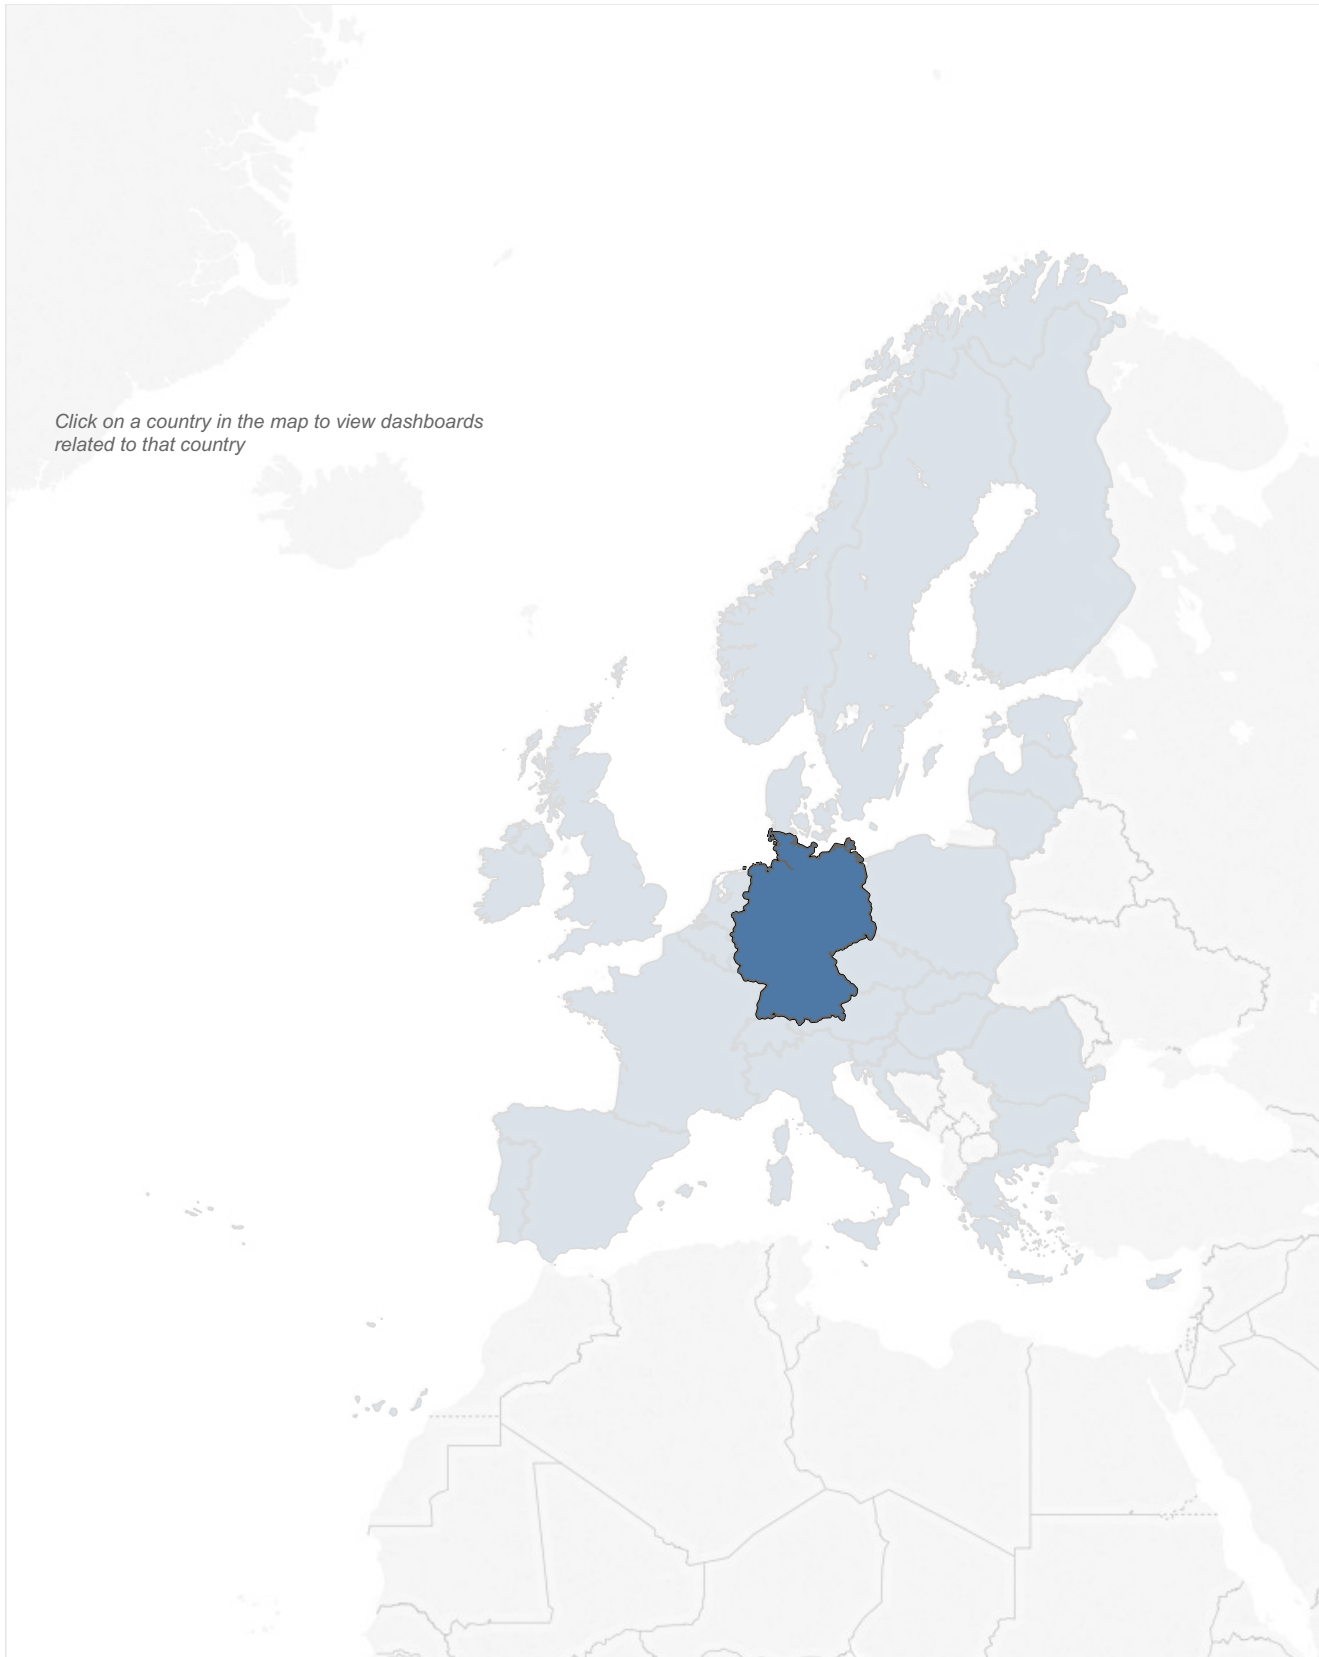 Click on a country in the map to view dashboards
related to that country